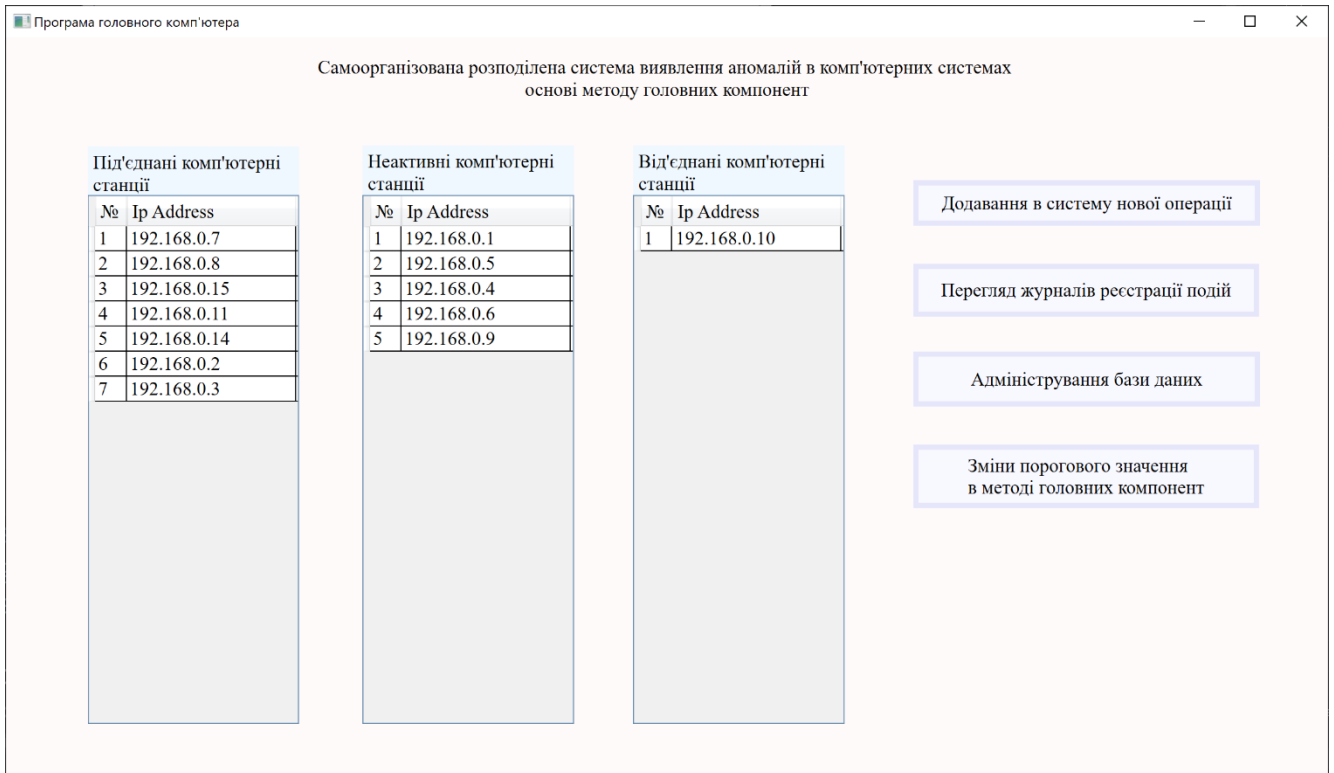 Програма головного комп'ютера
Самоорганізована розподілена система виявлення аномалій в комп'ютерних системах
основі методу головних компонент
Під'єднані комп'ютерні
станції
№ Ip Address
1 192.168.0.7
2 192.168.0.8
3 192.168.0.15
4 192.168.0.11
5 192.168.0.14
6 192.168.0.2
7 192.168.0.3
Неактивні комп'ютерні
станції
№ Ip Address
1 192.168.0.1
2 192.168.0.5
3 192.168.0.4
4 192.168.0.6
5 192.168.0.9
Від'єднані комп'ютерні
станції
№ Ip Address
1 192.168.0.10
Додавання в систему нової операції
Перегляд журналів реєстрації подій
Адміністрування бази даних
Зміни порогового значення
в методі головних компонент